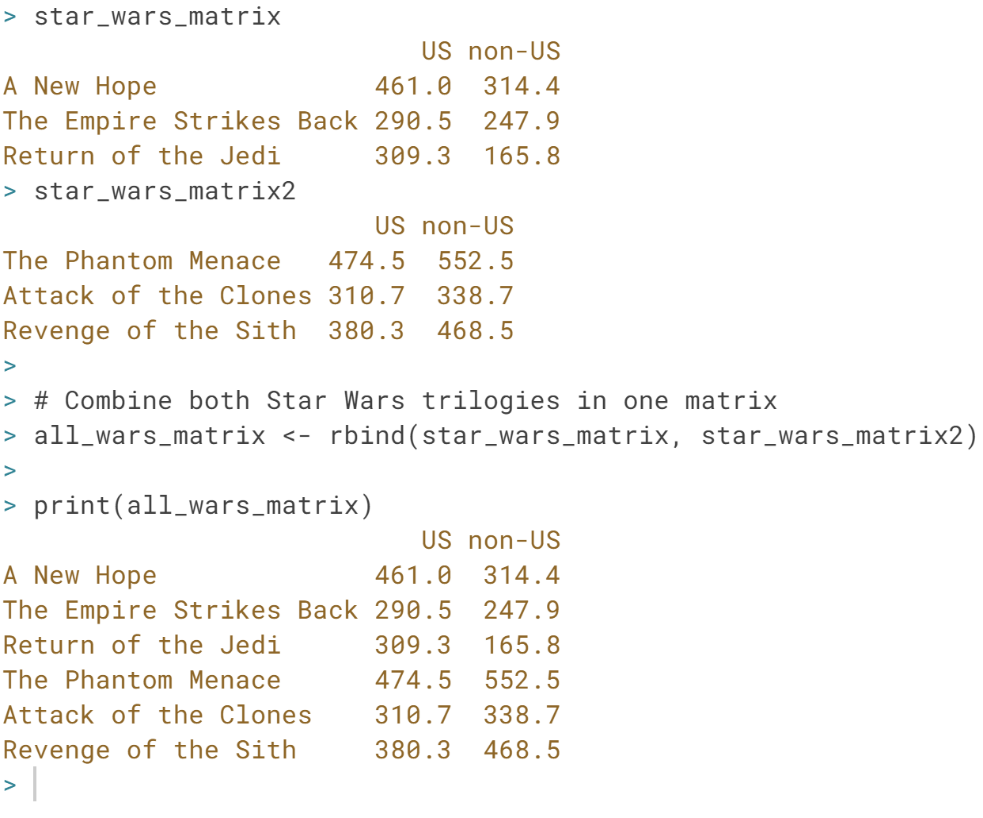 > star_wars_matrix
                        US non-US
A New Hope              461.0  314.4
The Empire Strikes Back 290.5  247.9
Return of the Jedi      309.3  165.8
> star_wars_matrix2
                        US non-US
The Phantom Menace   474.5  552.5
Attack of the Clones 310.7  338.7
Revenge of the Sith  380.3  468.5
>
> # Combine both Star Wars trilogies in one matrix
> all_wars_matrix <- rbind(star_wars_matrix, star_wars_matrix2)
>
> print(all_wars_matrix)
                           US non-US
A New Hope              461.0  314.4
The Empire Strikes Back 290.5  247.9
Return of the Jedi      309.3  165.8
The Phantom Menace      474.5  552.5
Attack of the Clones    310.7  338.7
Revenge of the Sith     380.3  468.5
>